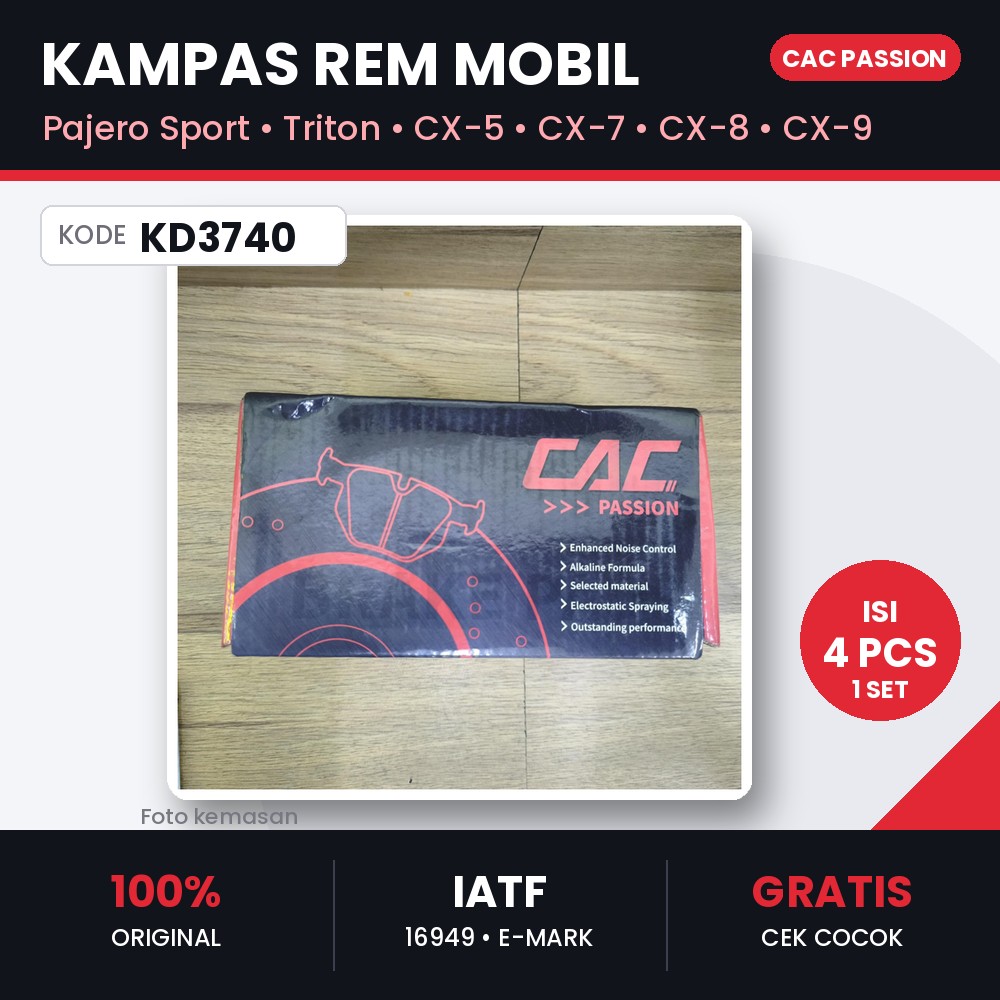 KAMPAS REM MOBIL
CAC PASSION
Pajero Sport • Triton • CX-5 • CX-7 • CX-8 • CX-9
KODE KD3740
CAC
>>> PASSION
Enhanced Noise Control
Alkaline Formula
Selected material
Electrostatic Spraying
Outstanding performance
ISI
4 PCS
1 SET
Foto kemasan
100%
ORIGINAL
IATF
16949 • E-MARK
GRATIS
CEK COCOK